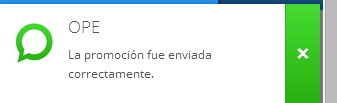 OPE
La promoción fue enviada
correctamente.